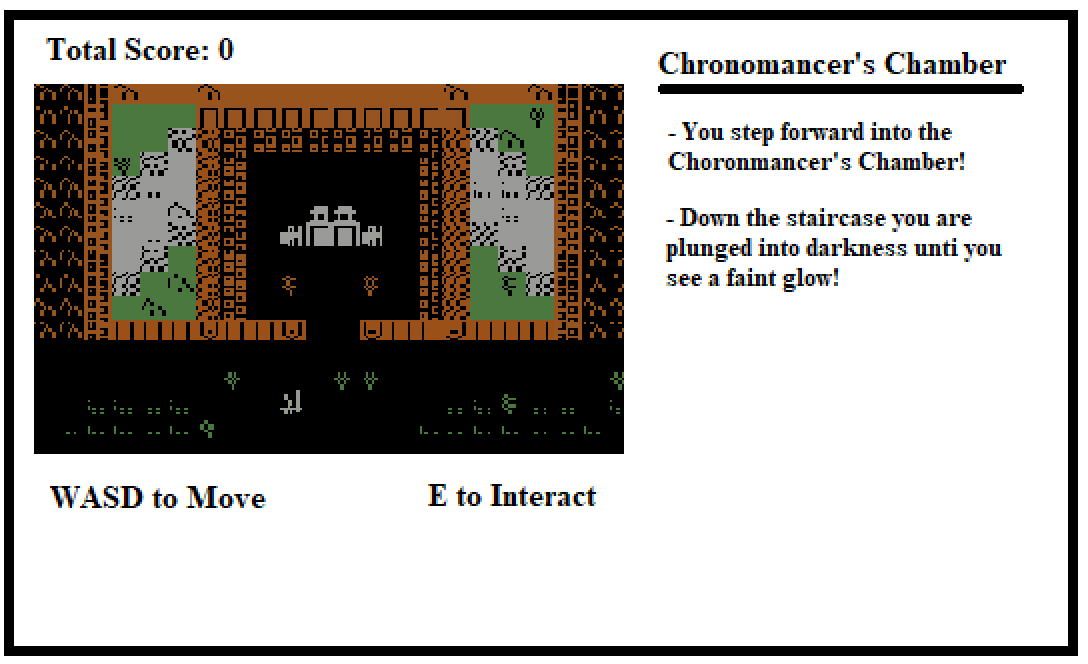 Total Score: 0
Chronomancer's Chamber
- You step forward into the
Choronmancer's Chamber!
- Down the staircase you are
plunged into darkness unti you
see a faint glow!
WASD to Move
E to Interact